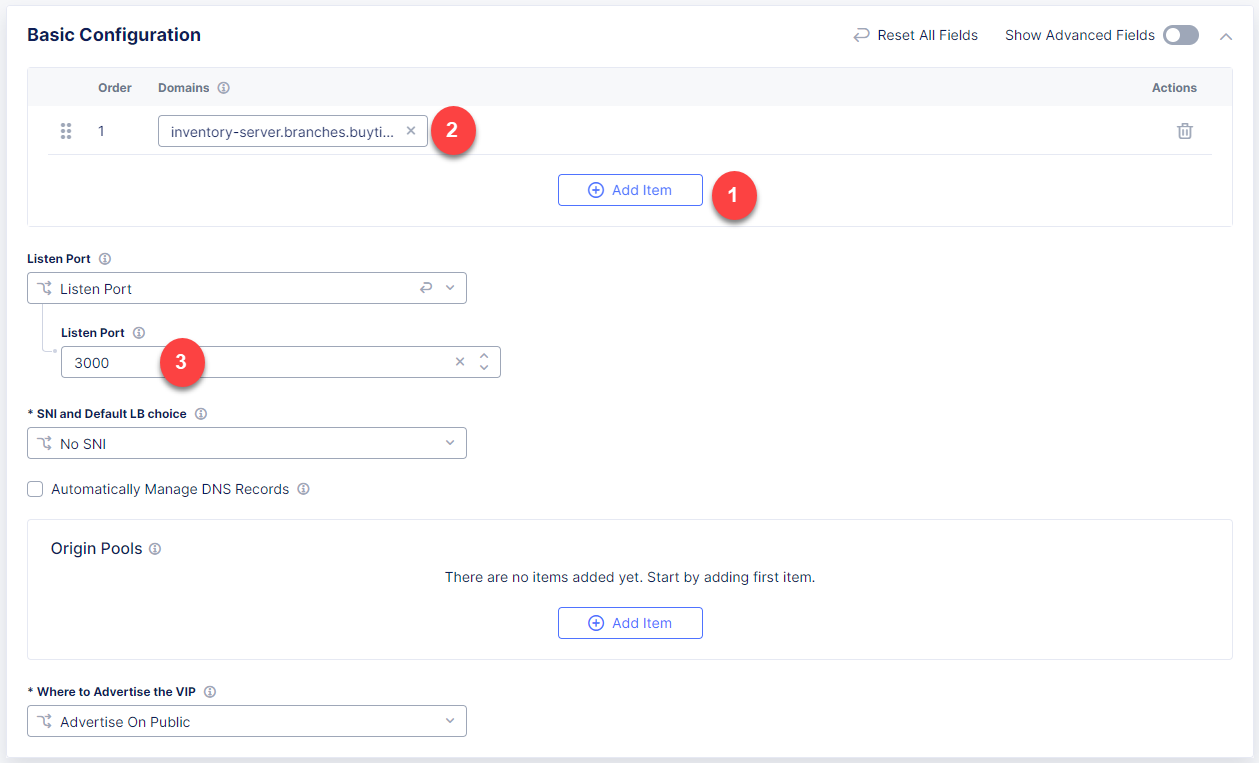 Basic Configuration
Reset All Fields
Show Advanced Fields
Order
Domains
Actions
1
inventory-server.branches.buyti...
2
Add Item
1
Listen Port
Listen Port
Listen Port
3000
3
* SNI and Default LB choice
No SNI
Automatically Manage DNS Records
Origin Pools
There are no items added yet. Start by adding first item.
Add Item
* Where to Advertise the VIP
Advertise On Public